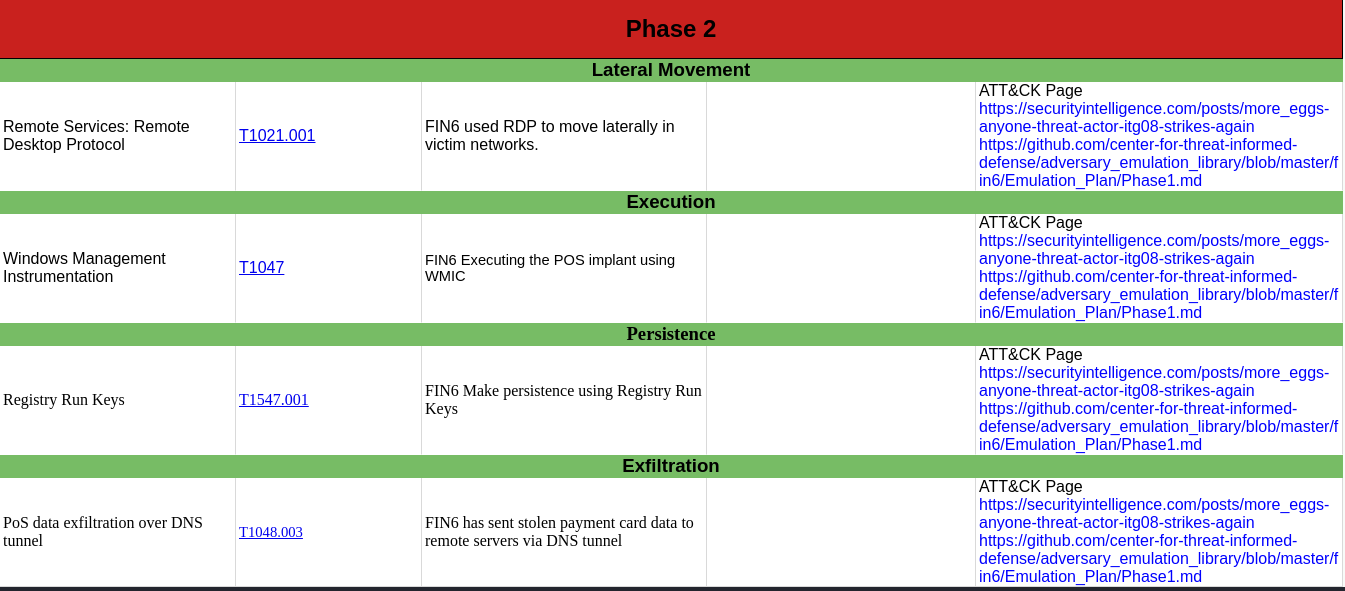 Phase 2
Lateral Movement
Remote Services: Remote
Desktop Protocol
T1021.001
FIN6 used RDP to move laterally in
victim networks.
ATT&CK Page
https://securityintelligence.com/posts/more_eggs-
anyone-threat-actor-itg08-strikes-again
https://github.com/center-for-threat-informed-
defense/adversary_emulation_library/blob/master/f
in6/Emulation_Plan/Phase1.md
Execution
Windows Management
Instrumentation
T1047
FIN6 Executing the POS implant using
WMIC
ATT&CK Page
https://securityintelligence.com/posts/more_eggs-
anyone-threat-actor-itg08-strikes-again
https://github.com/center-for-threat-informed-
defense/adversary_emulation_library/blob/master/f
in6/Emulation_Plan/Phase1.md
Persistence
Registry Run Keys
T1547.001
FIN6 Make persistence using Registry Run
Keys
ATT&CK Page
https://securityintelligence.com/posts/more_eggs-
anyone-threat-actor-itg08-strikes-again
https://github.com/center-for-threat-informed-
defense/adversary_emulation_library/blob/master/f
in6/Emulation_Plan/Phase1.md
Exfiltration
PoS data exfiltration over DNS
tunnel
T1048.003
FIN6 has sent stolen payment card data to
remote servers via DNS tunnel
ATT&CK Page
https://securityintelligence.com/posts/more_eggs-
anyone-threat-actor-itg08-strikes-again
https://github.com/center-for-threat-informed-
defense/adversary_emulation_library/blob/master/f
in6/Emulation_Plan/Phase1.md